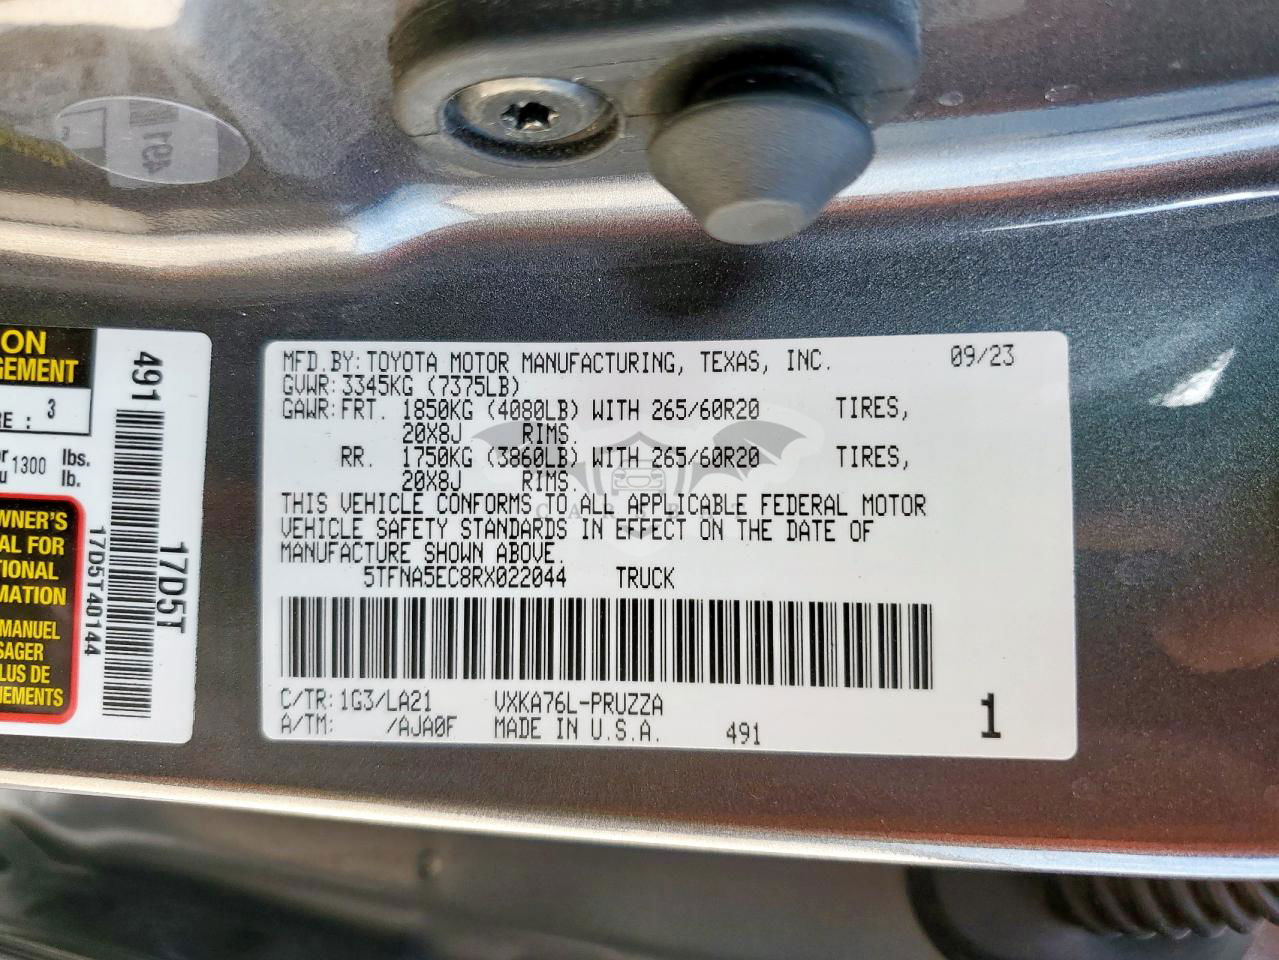 ON
GEMENT
RE : 3
1300 lbs.
lb.
WNER'S
AL FOR
TIONAL
MATION
MANUEL
SAGER
LUS DE
NEMENTS
491
17D5T40144
17D5T
MFD.BY: TOYOTA MOTOR MANUFACTURING, TEXAS, INC. 09/23
GVWR: 3345KG (7375LB)
GAWR: FRT. 1850KG (4080LB) WITH 265/60R20 TIRES,
20X8J RIMS.
RR. 1750KG (3860LB) WITH 265/60R20 TIRES,
20X8J RIMS.
THIS VEHICLE CONFORMS TO ALL APPLICABLE FEDERAL MOTOR
VEHICLE SAFETY STANDARDS IN EFFECT ON THE DATE OF
MANUFACTURE SHOWN ABOVE.
5TFNA5EC8RX022044 TRUCK
C/TR: 1G3/LA21 VXKA76L-PRUZZA
A/TM: /AJA0F MADE IN U.S.A. 491 1